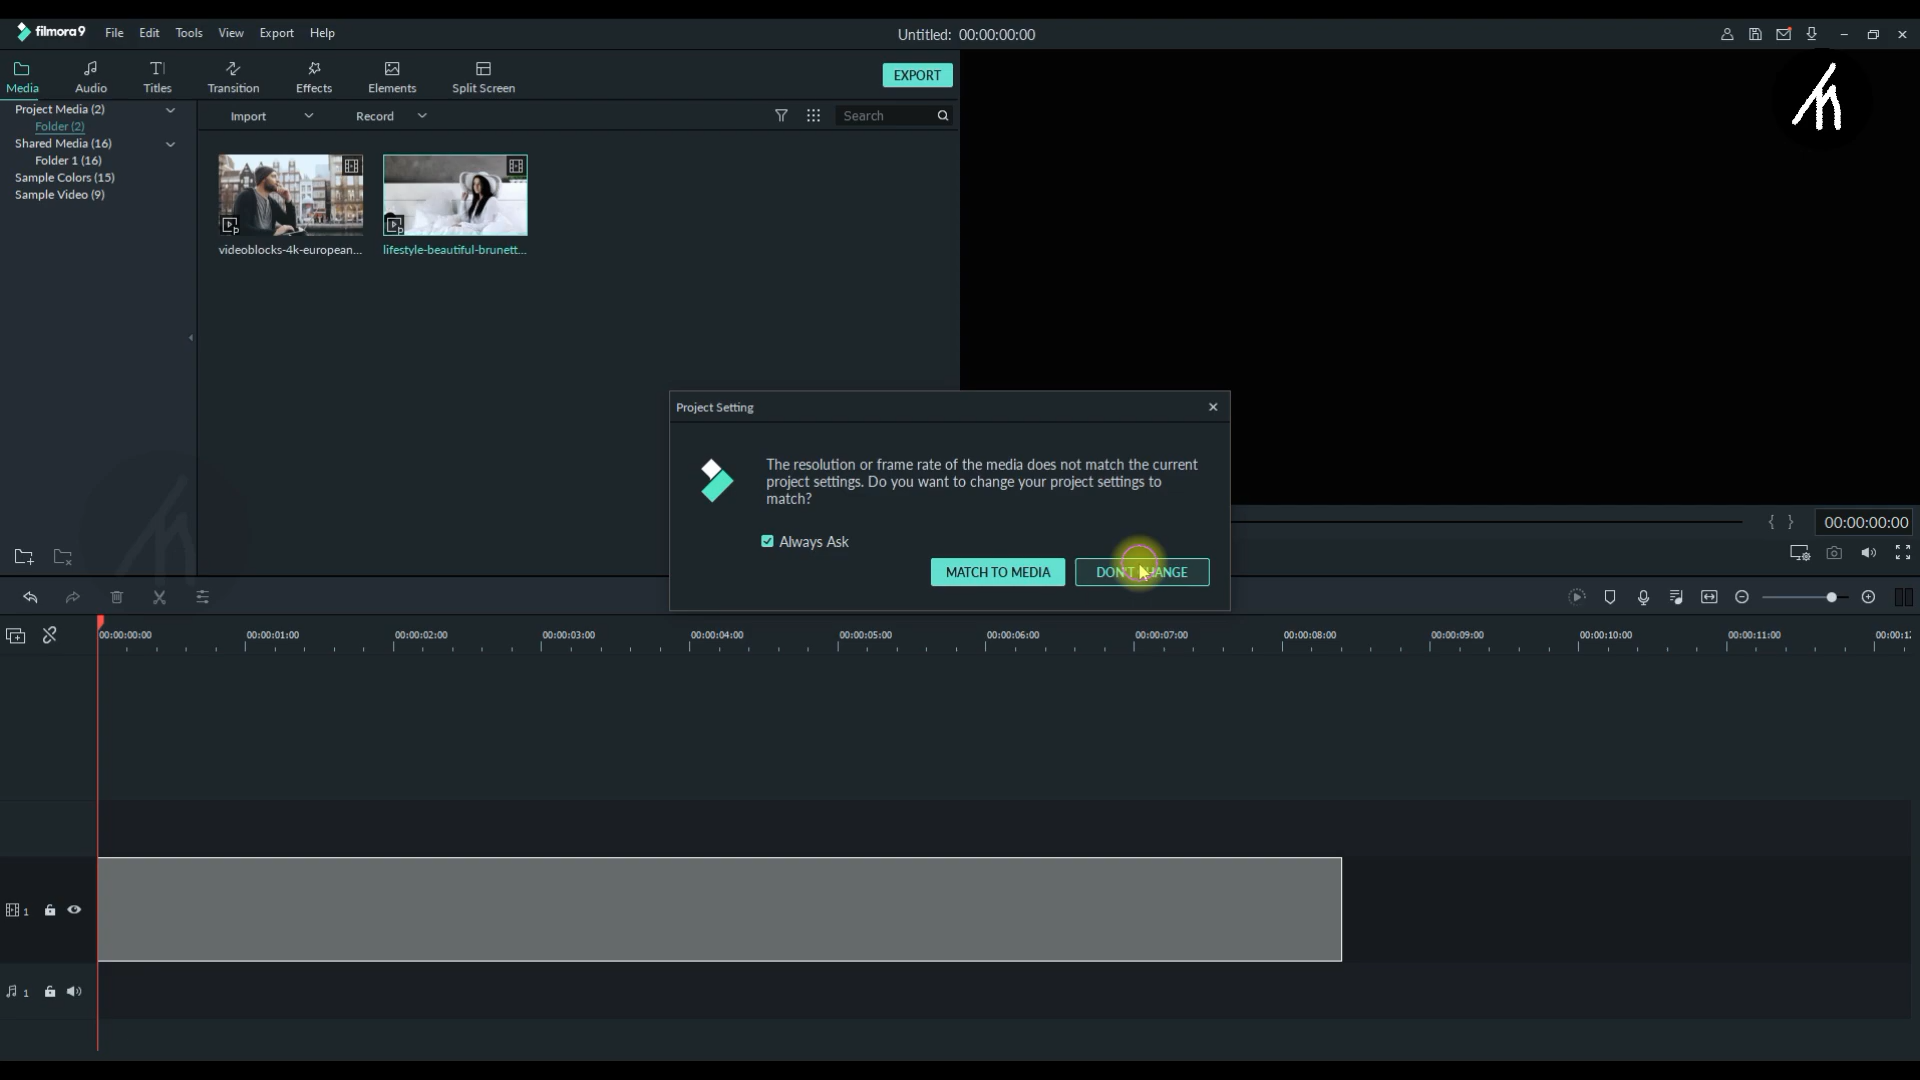 filmora9 File Edit Tools View Export Help
Untitled: 00:00:00:00
Media Audio Titles Transition Effects Elements Split Screen
EXPORT
Project Media (2)
Folder (2)
Shared Media (16)
Folder 1 (16)
Sample Colors (15)
Sample Video (9)
Import Record Search
videoblocks-4k-european... lifestyle-beautiful-brunett...
Project Setting
The resolution or frame rate of the media does not match the current
project settings. Do you want to change your project settings to
match?
Always Ask
MATCH TO MEDIA DON'T CHANGE
{ } 00:00:00:00
00:00:00:00 00:00:01:00 00:00:02:00 00:00:03:00 00:00:04:00 00:00:05:00 00:00:06:00 00:00:07:00 00:00:08:00 00:00:09:00 00:00:10:00 00:00:11:00 00:00:12
1
1